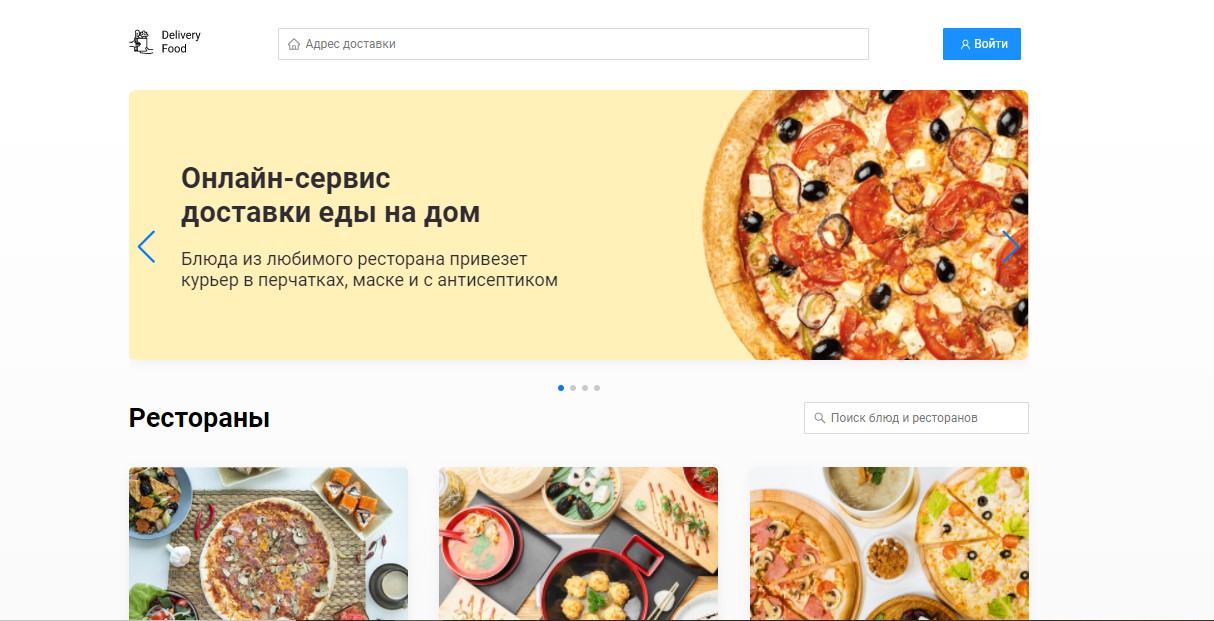 Delivery
Food
Адрес доставки
Войти
Онлайн-сервис
доставки еды на дом
Блюда из любимого ресторана привезет
курьер в перчатках, маске и с антисептиком
Рестораны
Поиск блюд и ресторанов